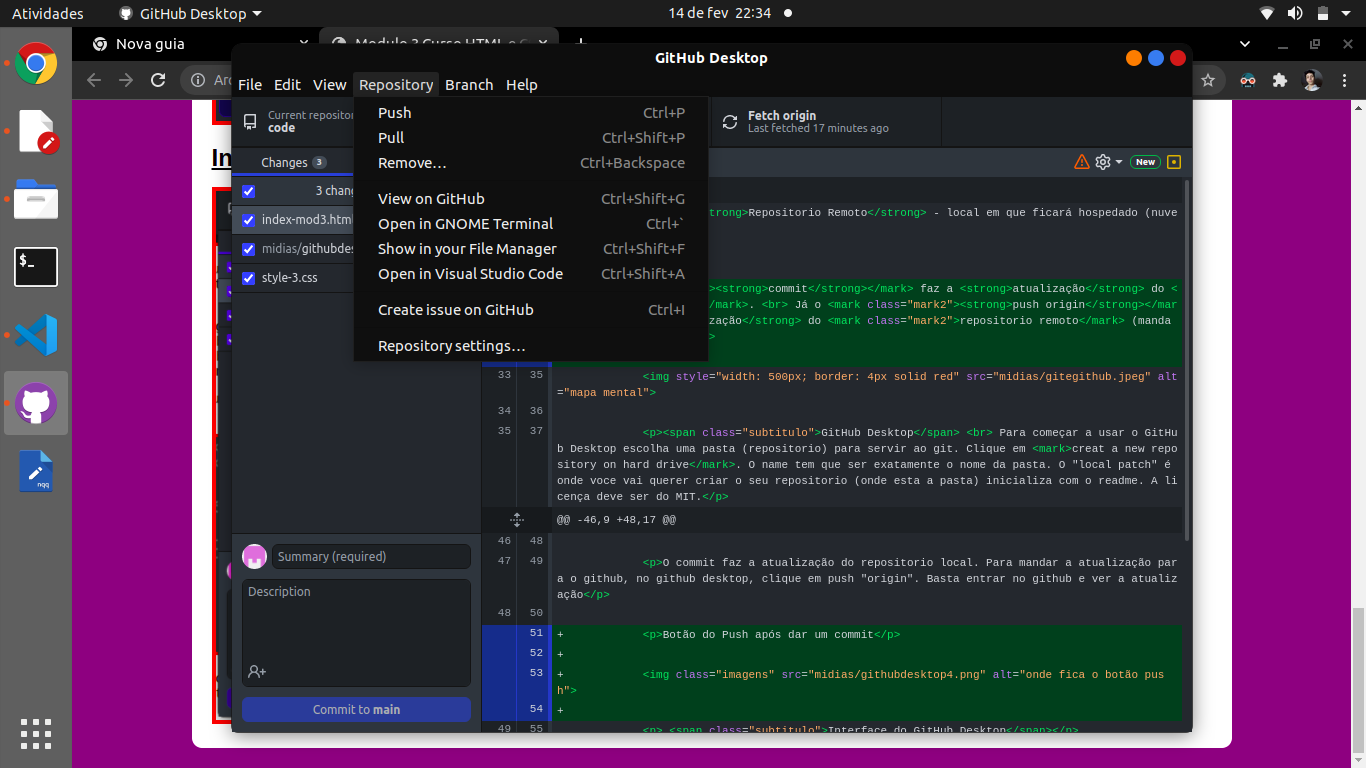 Atividades
GitHub Desktop
14 de fev 22:34
Nova guia
Modulo 3 Curso HTML e C
GitHub Desktop
File Edit View Repository Branch Help
Current repositor
code
Fetch origin
Last fetched 17 minutes ago
Push Ctrl+P
Pull Ctrl+Shift+P
Remove… Ctrl+Backspace
View on GitHub Ctrl+Shift+G
Open in GNOME Terminal Ctrl+`
Show in your File Manager Ctrl+Shift+F
Open in Visual Studio Code Ctrl+Shift+A
Create issue on GitHub Ctrl+I
Repository settings…
Arq
In
Changes 3
3 chang
index-mod3.html
midias/githubdes
style-3.css
New
trong>Repositorio Remoto</strong> - local em que ficará hospedado (nuve
><strong>commit</strong></mark> faz a <strong>atualização</strong> do <
/mark>. <br> Já o <mark class="mark2"><strong>push origin</strong></mar
zação</strong> do <mark class="mark2">repositorio remoto</mark> (manda
>
33 35 <img style="width: 500px; border: 4px solid red" src="midias/gitegithub.jpeg" alt
="mapa mental">
34 36
35 37 <p><span class="subtitulo">GitHub Desktop</span> <br> Para começar a usar o GitHu
b Desktop escolha uma pasta (repositorio) para servir ao git. Clique em <mark>creat a new repo
sitory on hard drive</mark>. O name tem que ser exatamente o nome da pasta. O "local patch" é
onde voce vai querer criar o seu repositorio (onde esta a pasta) inicializa com o readme. A li
cença deve ser do MIT.</p>
@@ -46,9 +48,17 @@
46 48
47 49 <p>O commit faz a atualização do repositorio local. Para mandar a atualização par
a o github, no github desktop, clique em push "origin". Basta entrar no github e ver a atualiz
ação</p>
48 50
51 + <p>Botão do Push após dar um commit</p>
52 +
53 + <img class="imagens" src="midias/githubdesktop4.png" alt="onde fica o botão pus
h">
54 +
49 55 <p> <span class="subtitulo">Interface do GitHub Desktop</span></p>
Summary (required)
Description
Commit to main
nqq